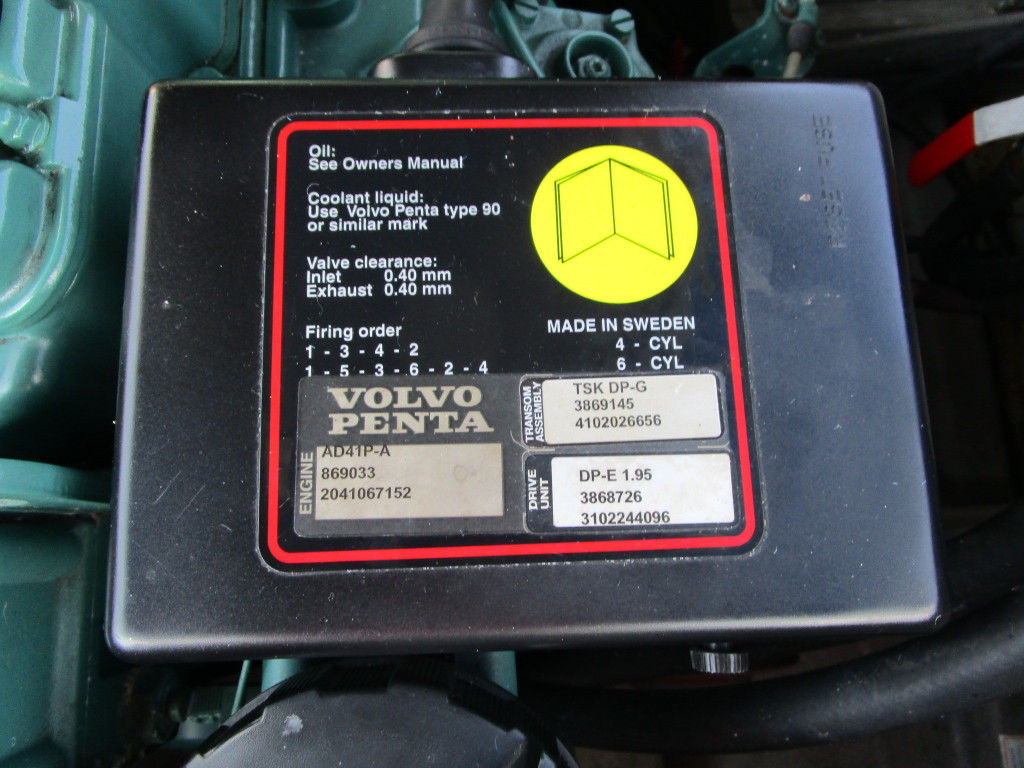 Oil:
See Owners Manual
Coolant liquid:
Use Volvo Penta type 90
or similar mark
Valve clearance:
Inlet 0.40 mm
Exhaust 0.40 mm
Firing order
1 - 3 - 4 - 2
1 - 5 - 3 - 6 - 2 - 4
MADE IN SWEDEN
4 - CYL
6 - CYL
VOLVO
PENTA
ENGINE
AD41P-A
869033
2041067152
TRANSOM
ASSEMBLY
TSK DP-G
3869145
4102026656
DRIVE
UNIT
DP-E 1.95
3868726
3102244096
RESET FUSE